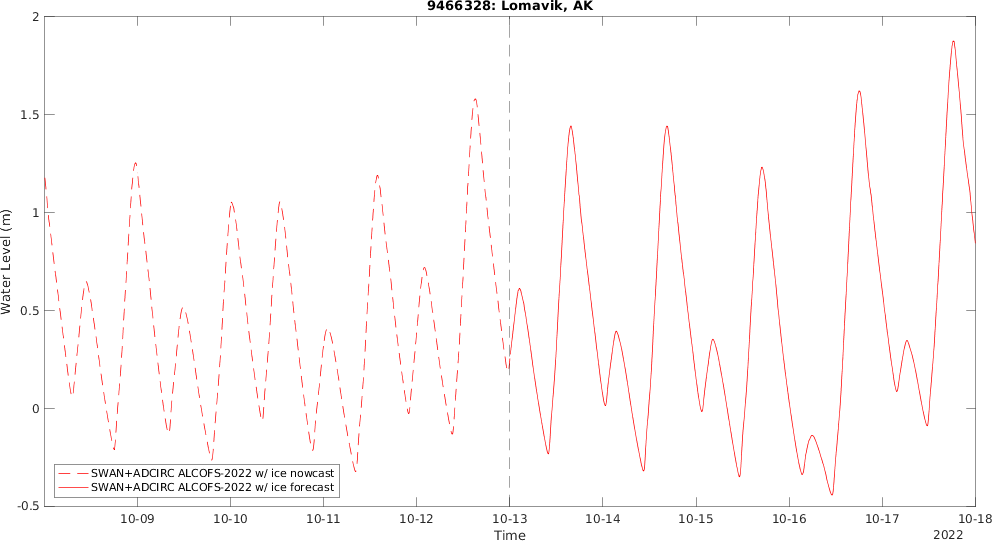 9466328: Lomavik, AK
Water Level (m)
2
1.5
1
0.5
0
-0.5
SWAN+ADCIRC ALCOFS-2022 w/ ice nowcast
SWAN+ADCIRC ALCOFS-2022 w/ ice forecast
10-09 10-10 10-11 10-12 10-13 10-14 10-15 10-16 10-17 10-18
Time
2022